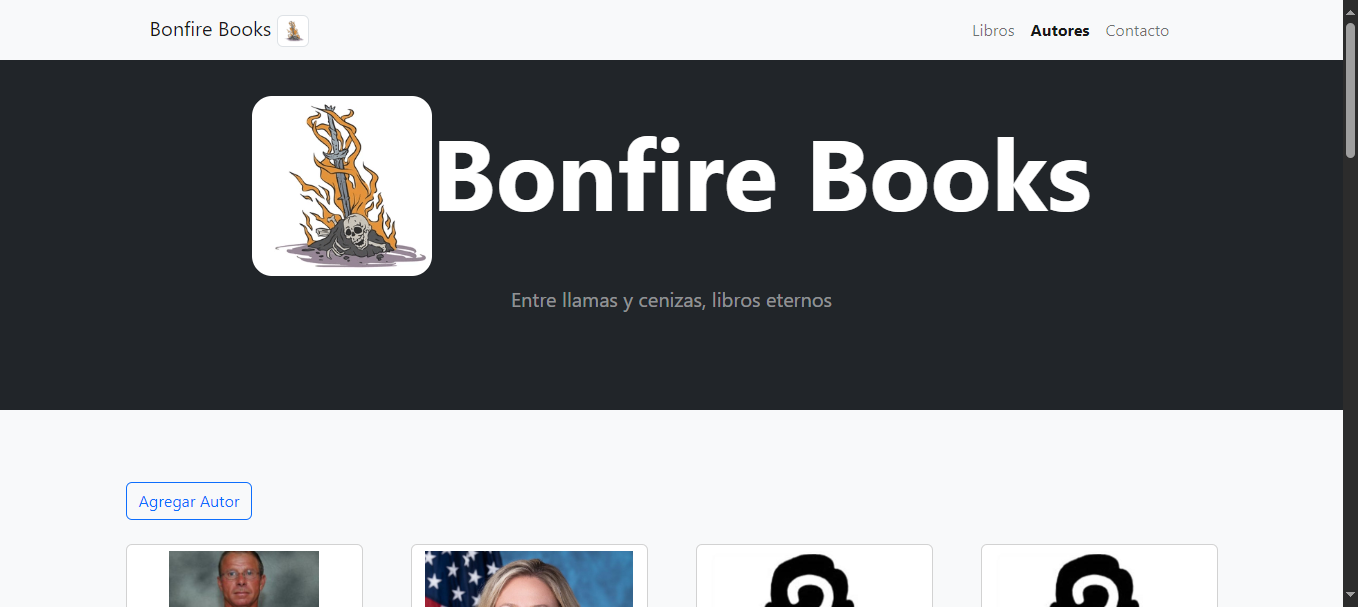 Bonfire Books
Libros Autores Contacto
Bonfire Books
Entre llamas y cenizas, libros eternos
Agregar Autor